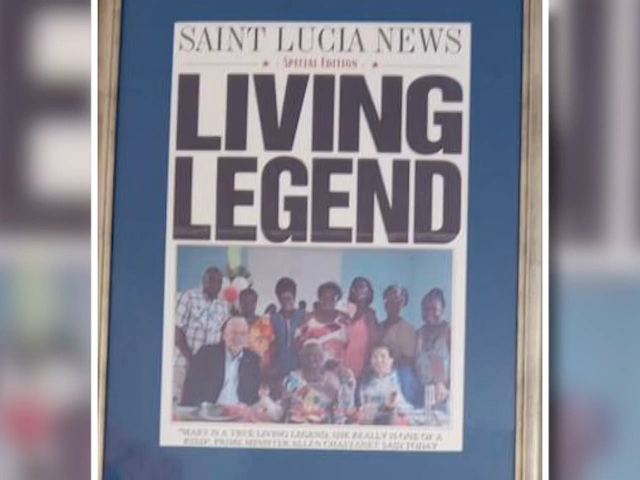 SAINT LUCIA NEWS
SPECIAL EDITION
LIVING
LEGEND
"MARY IS A TRUE LIVING LEGEND, SHE REALLY IS ONE OF A
KIND", PRIME MINISTER ALLEN CHASTANET SAID TODAY